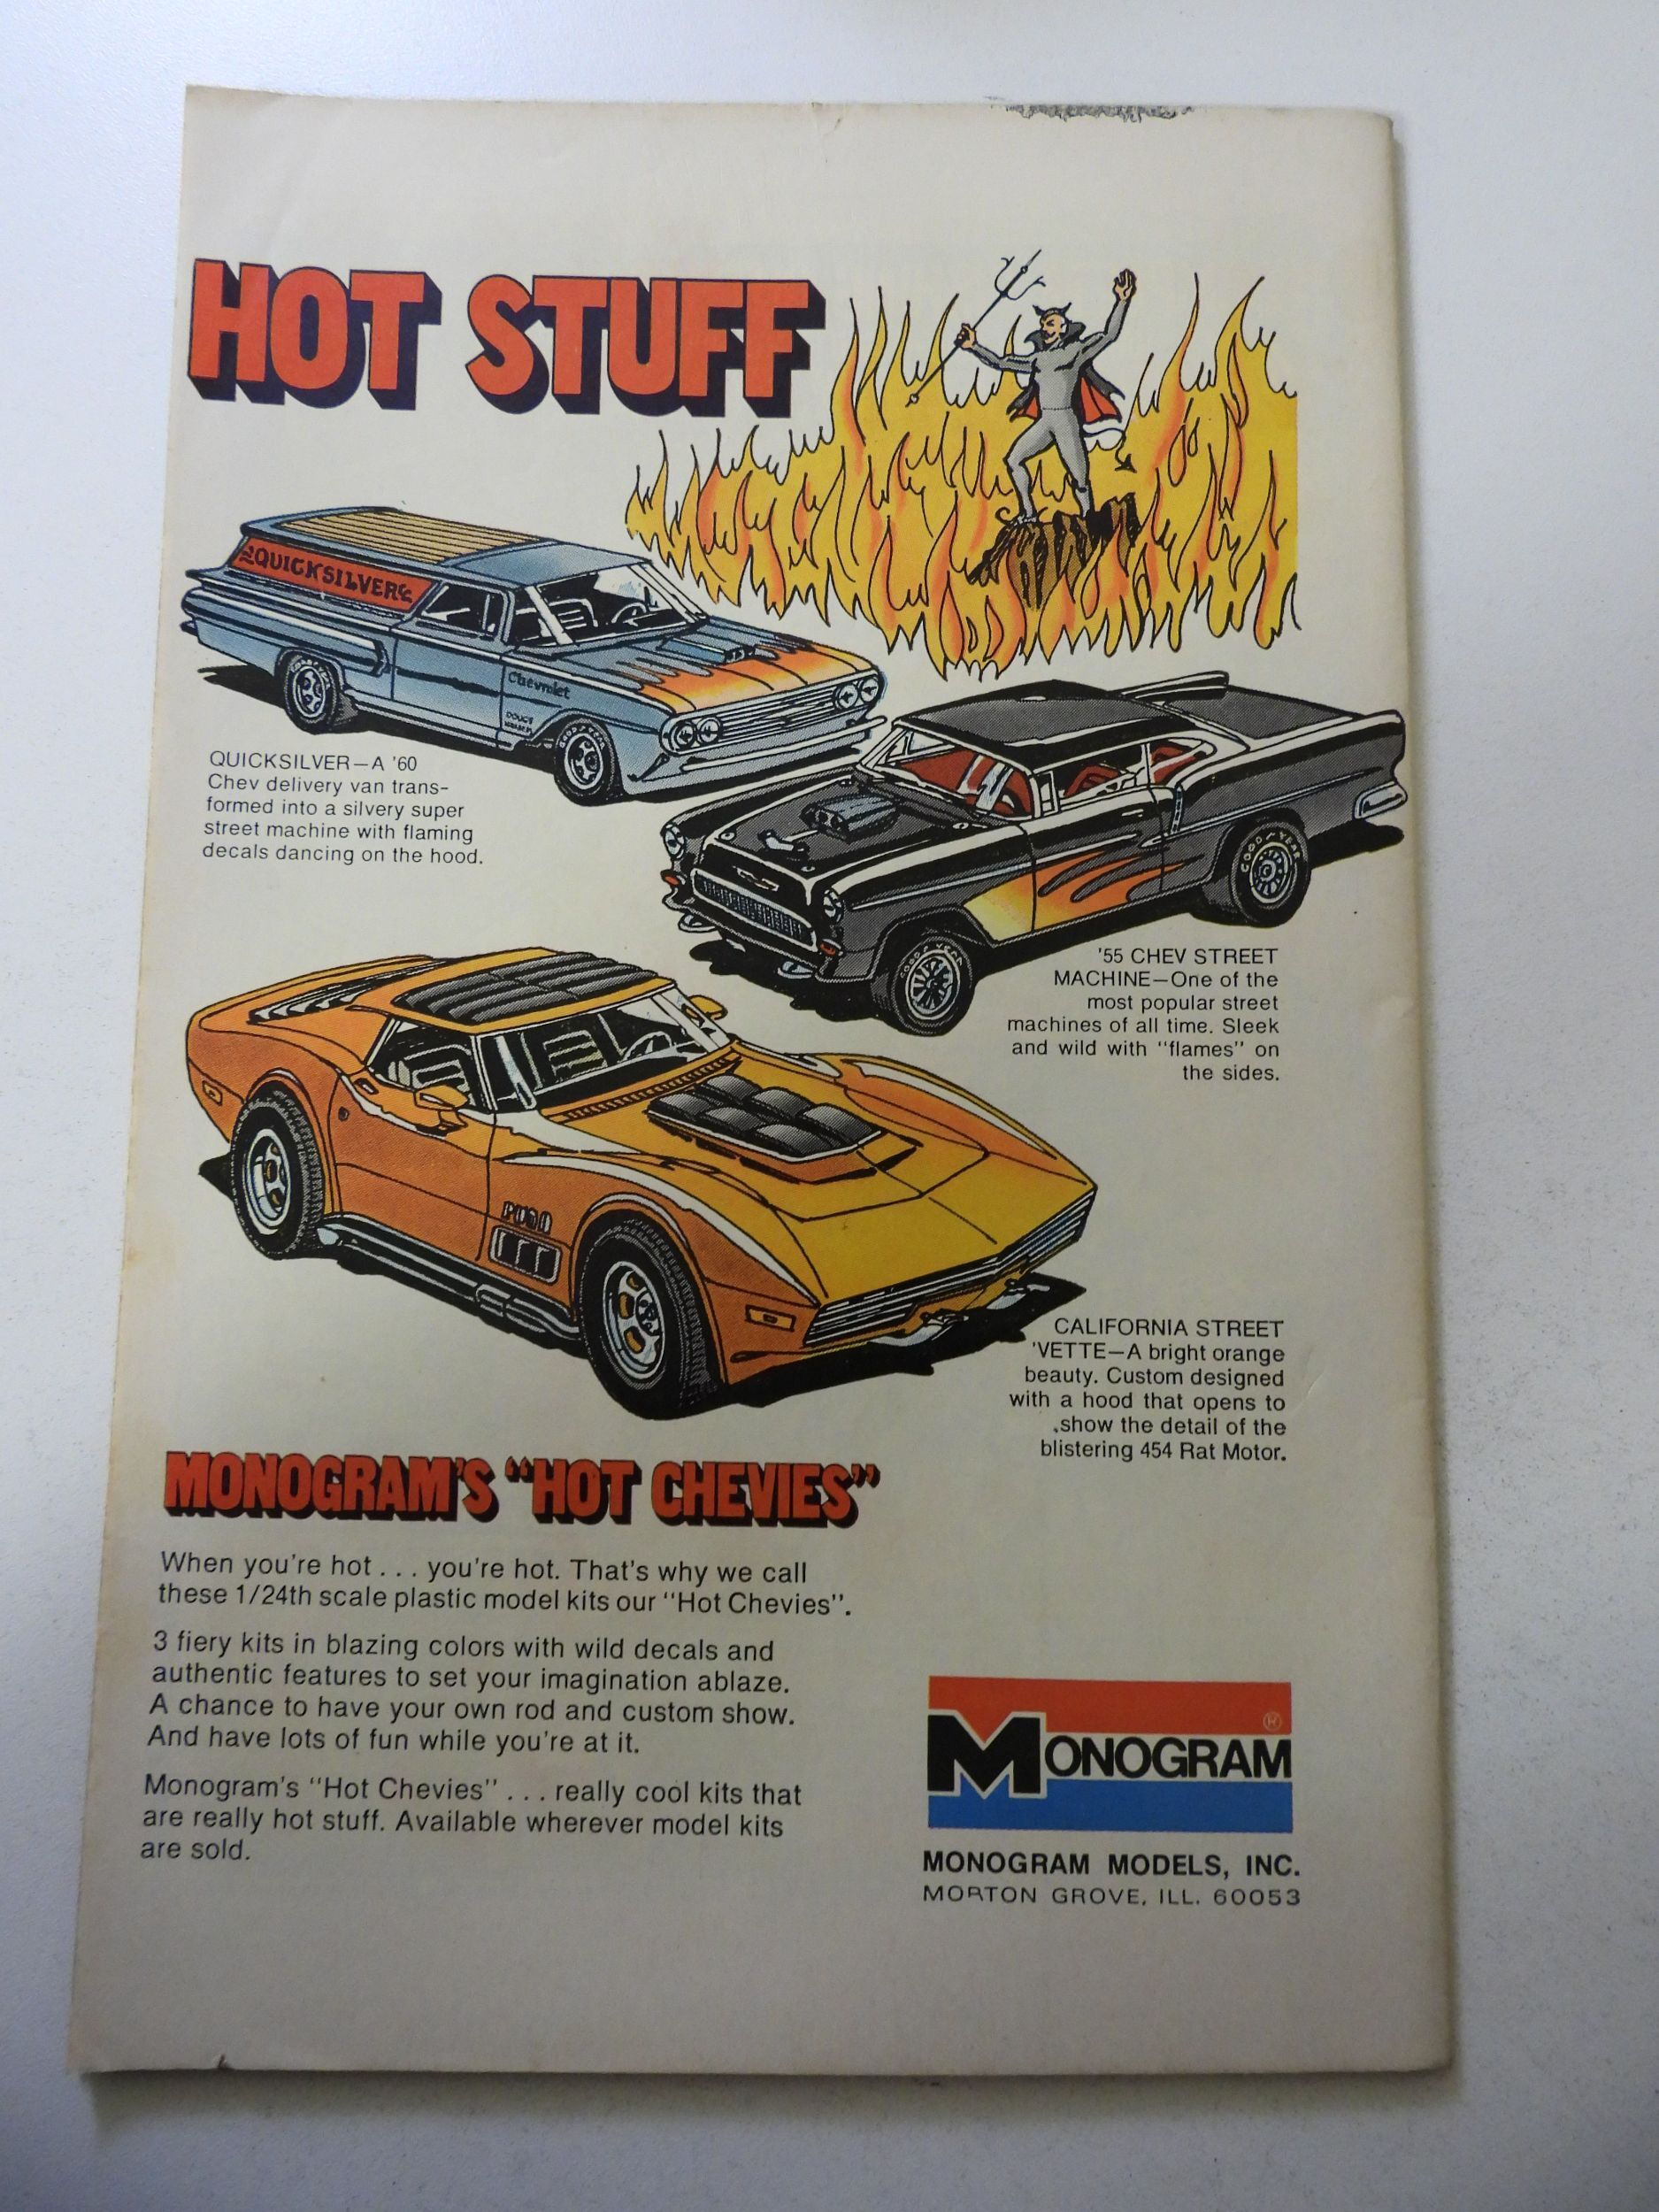 HOT STUFF
QUICKSILVER
Chevrolet
QUICKSILVER—A '60
Chev delivery van trans-
formed into a silvery super
street machine with flaming
decals dancing on the hood.
GOOD YEAR
GOOD YEAR
'55 CHEV STREET
MACHINE—One of the
most popular street
machines of all time. Sleek
and wild with "flames" on
the sides.
CALIFORNIA STREET
'VETTE—A bright orange
beauty. Custom designed
with a hood that opens to
show the detail of the
blistering 454 Rat Motor.
MONOGRAM'S "HOT CHEVIES"
When you're hot . . . you're hot. That's why we call
these 1/24th scale plastic model kits our "Hot Chevies".
3 fiery kits in blazing colors with wild decals and
authentic features to set your imagination ablaze.
A chance to have your own rod and custom show.
And have lots of fun while you're at it.
Monogram's "Hot Chevies" . . . really cool kits that
are really hot stuff. Available wherever model kits
are sold.
MONOGRAM ®
MONOGRAM MODELS, INC.
MORTON GROVE, ILL. 60053